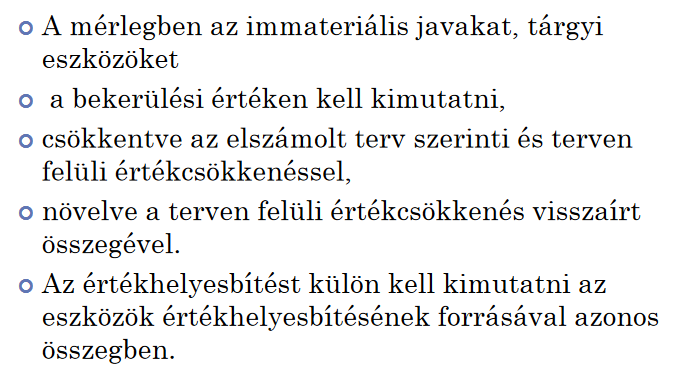 A mérlegben az immateriális javakat, tárgyi
eszközöket
a bekerülési értéken kell kimutatni,
csökkentve az elszámolt terv szerinti és terven
felüli értékcsökkenéssel,
növelve a terven felüli értékcsökkenés visszaírt
összegével.
Az értékhelyesbítést külön kell kimutatni az
eszközök értékhelyesbítésének forrásával azonos
összegben.